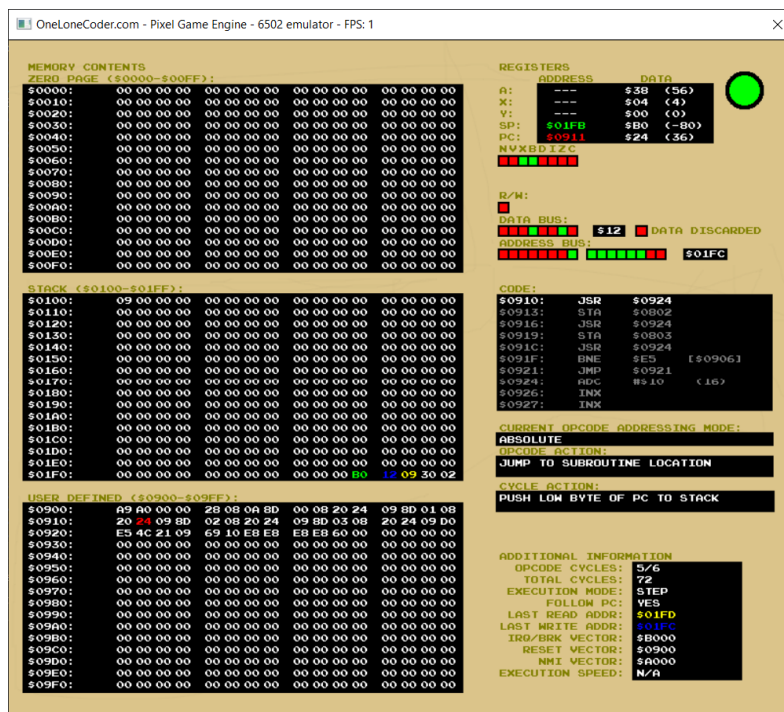 OneLoneCoder.com - Pixel Game Engine - 6502 emulator - FPS: 1
MEMORY CONTENTS
ZERO PAGE ($0000-$00FF):
$0000: 00 00 00 00 00 00 00 00 00 00 00 00 00 00 00 00
$0010: 00 00 00 00 00 00 00 00 00 00 00 00 00 00 00 00
$0020: 00 00 00 00 00 00 00 00 00 00 00 00 00 00 00 00
$0030: 00 00 00 00 00 00 00 00 00 00 00 00 00 00 00 00
$0040: 00 00 00 00 00 00 00 00 00 00 00 00 00 00 00 00
$0050: 00 00 00 00 00 00 00 00 00 00 00 00 00 00 00 00
$0060: 00 00 00 00 00 00 00 00 00 00 00 00 00 00 00 00
$0070: 00 00 00 00 00 00 00 00 00 00 00 00 00 00 00 00
$0080: 00 00 00 00 00 00 00 00 00 00 00 00 00 00 00 00
$0090: 00 00 00 00 00 00 00 00 00 00 00 00 00 00 00 00
$00A0: 00 00 00 00 00 00 00 00 00 00 00 00 00 00 00 00
$00B0: 00 00 00 00 00 00 00 00 00 00 00 00 00 00 00 00
$00C0: 00 00 00 00 00 00 00 00 00 00 00 00 00 00 00 00
$00D0: 00 00 00 00 00 00 00 00 00 00 00 00 00 00 00 00
$00E0: 00 00 00 00 00 00 00 00 00 00 00 00 00 00 00 00
$00F0: 00 00 00 00 00 00 00 00 00 00 00 00 00 00 00 00
STACK ($0100-$01FF):
$0100: 09 00 00 00 00 00 00 00 00 00 00 00 00 00 00 00
$0110: 00 00 00 00 00 00 00 00 00 00 00 00 00 00 00 00
$0120: 00 00 00 00 00 00 00 00 00 00 00 00 00 00 00 00
$0130: 00 00 00 00 00 00 00 00 00 00 00 00 00 00 00 00
$0140: 00 00 00 00 00 00 00 00 00 00 00 00 00 00 00 00
$0150: 00 00 00 00 00 00 00 00 00 00 00 00 00 00 00 00
$0160: 00 00 00 00 00 00 00 00 00 00 00 00 00 00 00 00
$0170: 00 00 00 00 00 00 00 00 00 00 00 00 00 00 00 00
$0180: 00 00 00 00 00 00 00 00 00 00 00 00 00 00 00 00
$0190: 00 00 00 00 00 00 00 00 00 00 00 00 00 00 00 00
$01A0: 00 00 00 00 00 00 00 00 00 00 00 00 00 00 00 00
$01B0: 00 00 00 00 00 00 00 00 00 00 00 00 00 00 00 00
$01C0: 00 00 00 00 00 00 00 00 00 00 00 00 00 00 00 00
$01D0: 00 00 00 00 00 00 00 00 00 00 00 00 00 00 00 00
$01E0: 00 00 00 00 00 00 00 00 00 00 00 00 00 00 00 00
$01F0: 00 00 00 00 00 00 00 00 00 00 00 B0 12 09 30 02
USER DEFINED ($0900-$09FF):
$0900: A9 A0 00 00 28 08 0A 8D 00 08 20 24 09 8D 01 08
$0910: 20 24 09 8D 02 08 20 24 09 8D 03 08 20 24 09 D0
$0920: E5 4C 21 09 69 10 E8 E8 E8 E8 60 00 00 00 00 00
$0930: 00 00 00 00 00 00 00 00 00 00 00 00 00 00 00 00
$0940: 00 00 00 00 00 00 00 00 00 00 00 00 00 00 00 00
$0950: 00 00 00 00 00 00 00 00 00 00 00 00 00 00 00 00
$0960: 00 00 00 00 00 00 00 00 00 00 00 00 00 00 00 00
$0970: 00 00 00 00 00 00 00 00 00 00 00 00 00 00 00 00
$0980: 00 00 00 00 00 00 00 00 00 00 00 00 00 00 00 00
$0990: 00 00 00 00 00 00 00 00 00 00 00 00 00 00 00 00
$09A0: 00 00 00 00 00 00 00 00 00 00 00 00 00 00 00 00
$09B0: 00 00 00 00 00 00 00 00 00 00 00 00 00 00 00 00
$09C0: 00 00 00 00 00 00 00 00 00 00 00 00 00 00 00 00
$09D0: 00 00 00 00 00 00 00 00 00 00 00 00 00 00 00 00
$09E0: 00 00 00 00 00 00 00 00 00 00 00 00 00 00 00 00
$09F0: 00 00 00 00 00 00 00 00 00 00 00 00 00 00 00 00
REGISTERS
ADDRESS DATA
A: --- $38 (56)
X: --- $04 (4)
Y: --- $00 (0)
SP: $01FB $B0 (-80)
PC: $0911 $24 (36)
NVXBDIZC
R/W:
DATA BUS:
$12 DATA DISCARDED
ADDRESS BUS:
$01FC
CODE:
$0910: JSR $0924
$0913: STA $0802
$0916: JSR $0924
$0919: STA $0803
$091C: JSR $0924
$091F: BNE $E5 [$0906]
$0921: JMP $0921
$0924: ADC #$10 (16)
$0926: INX
$0927: INX
CURRENT OPCODE ADDRESSING MODE:
ABSOLUTE
OPCODE ACTION:
JUMP TO SUBROUTINE LOCATION
CYCLE ACTION:
PUSH LOW BYTE OF PC TO STACK
ADDITIONAL INFORMATION
OPCODE CYCLES: 5/6
TOTAL CYCLES: 72
EXECUTION MODE: STEP
FOLLOW PC: YES
LAST READ ADDR: $01FD
LAST WRITE ADDR: $01FC
IRQ/BRK VECTOR: $B000
RESET VECTOR: $0900
NMI VECTOR: $A000
EXECUTION SPEED: N/A